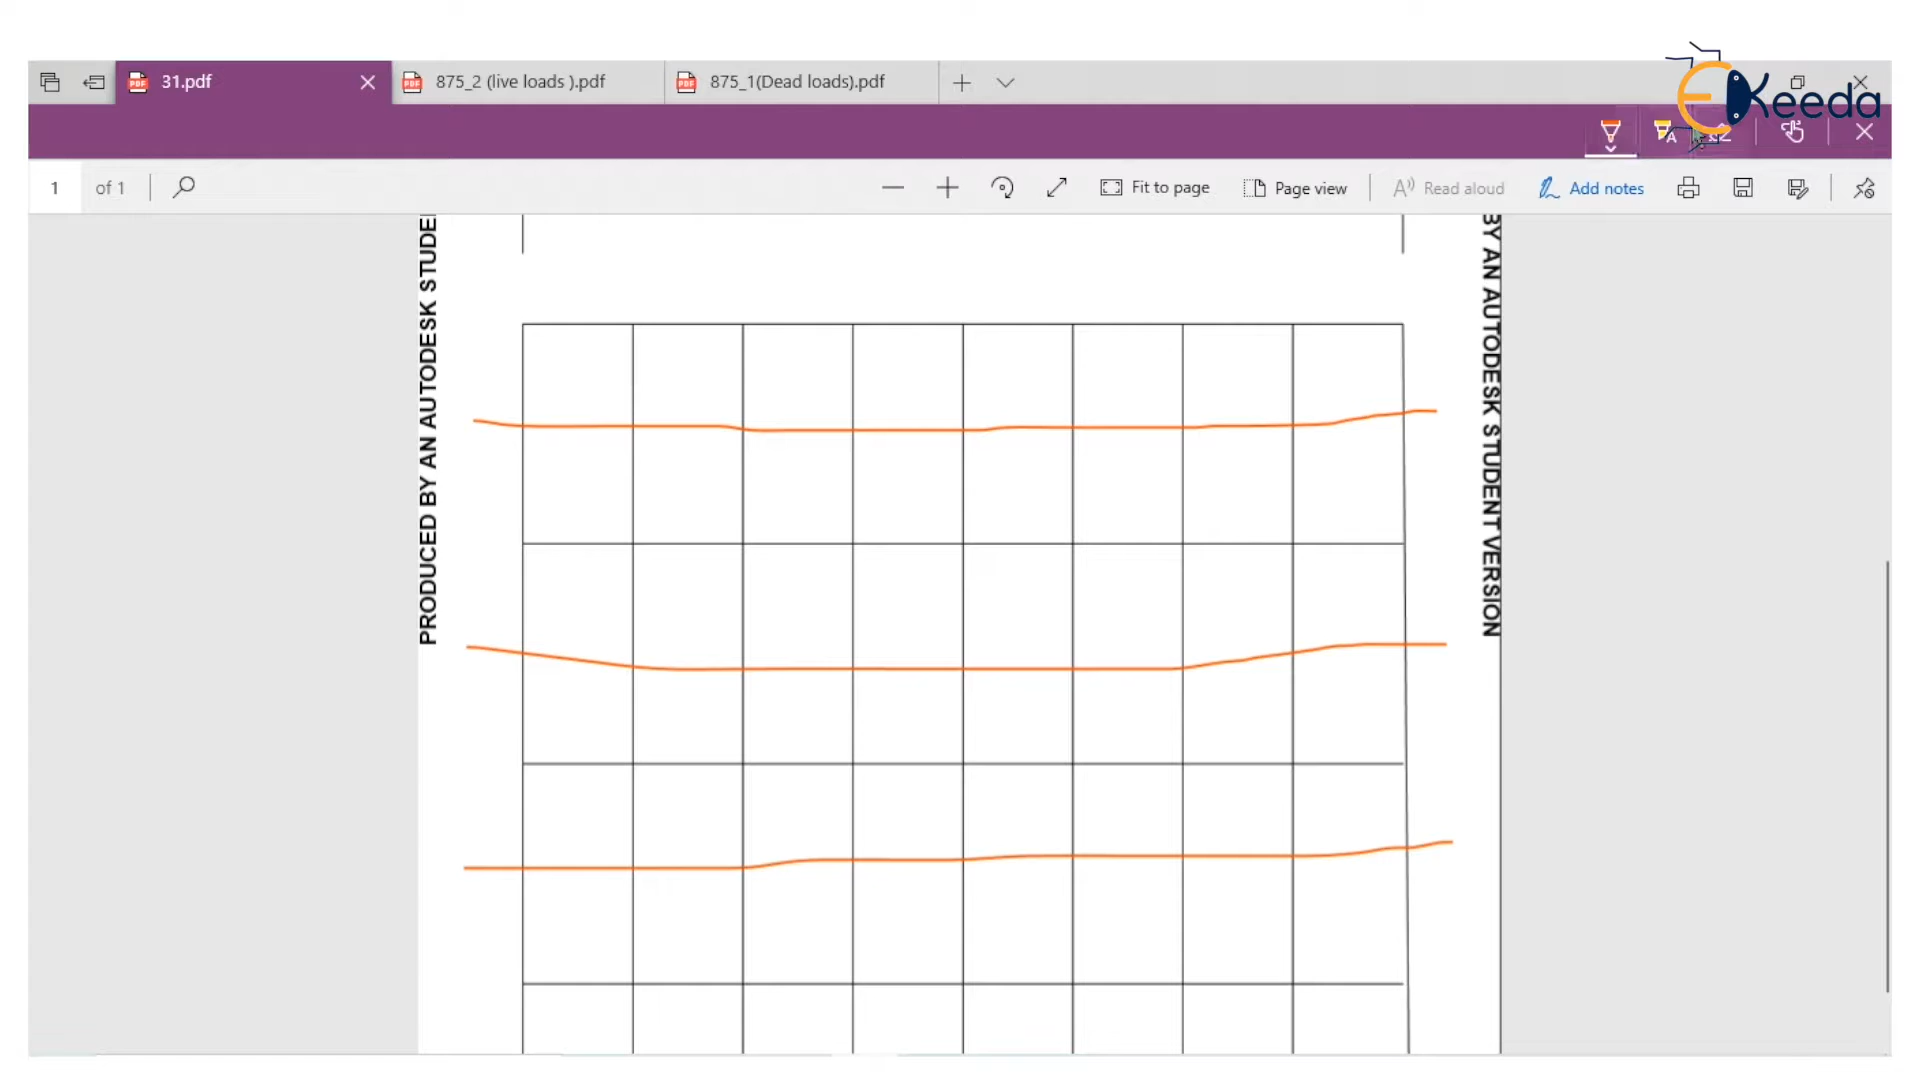 31.pdf
875_2 (live loads ).pdf
875_1(Dead loads).pdf
EKeeda
1 of 1
Fit to page
Page view
Read aloud
Add notes
PRODUCED BY AN AUTODESK STUDE
BY AN AUTODESK STUDENT VERSION